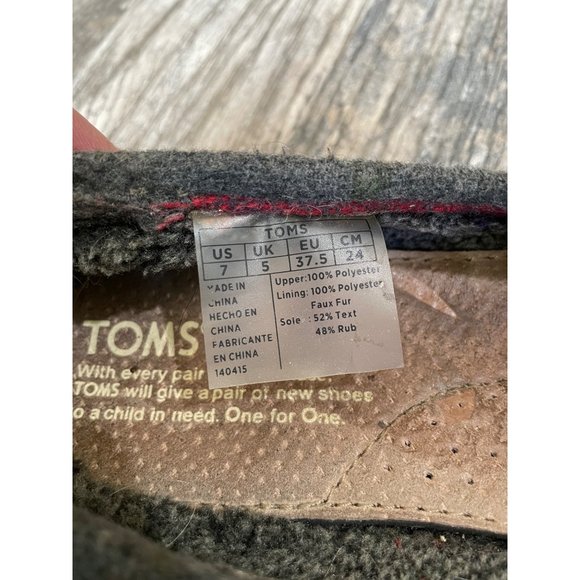 TOMS
US UK EU CM
7 5 37.5 24
MADE IN
CHINA
HECHO EN
CHINA
FABRICANTE
EN CHINA
140415
Upper:100% Polyester
Lining: 100% Polyester
Faux Fur
Sole : 52% Text
48% Rub
TOMS
With every pair
TOMS will give a pair of new shoes
o a child in need. One for One.